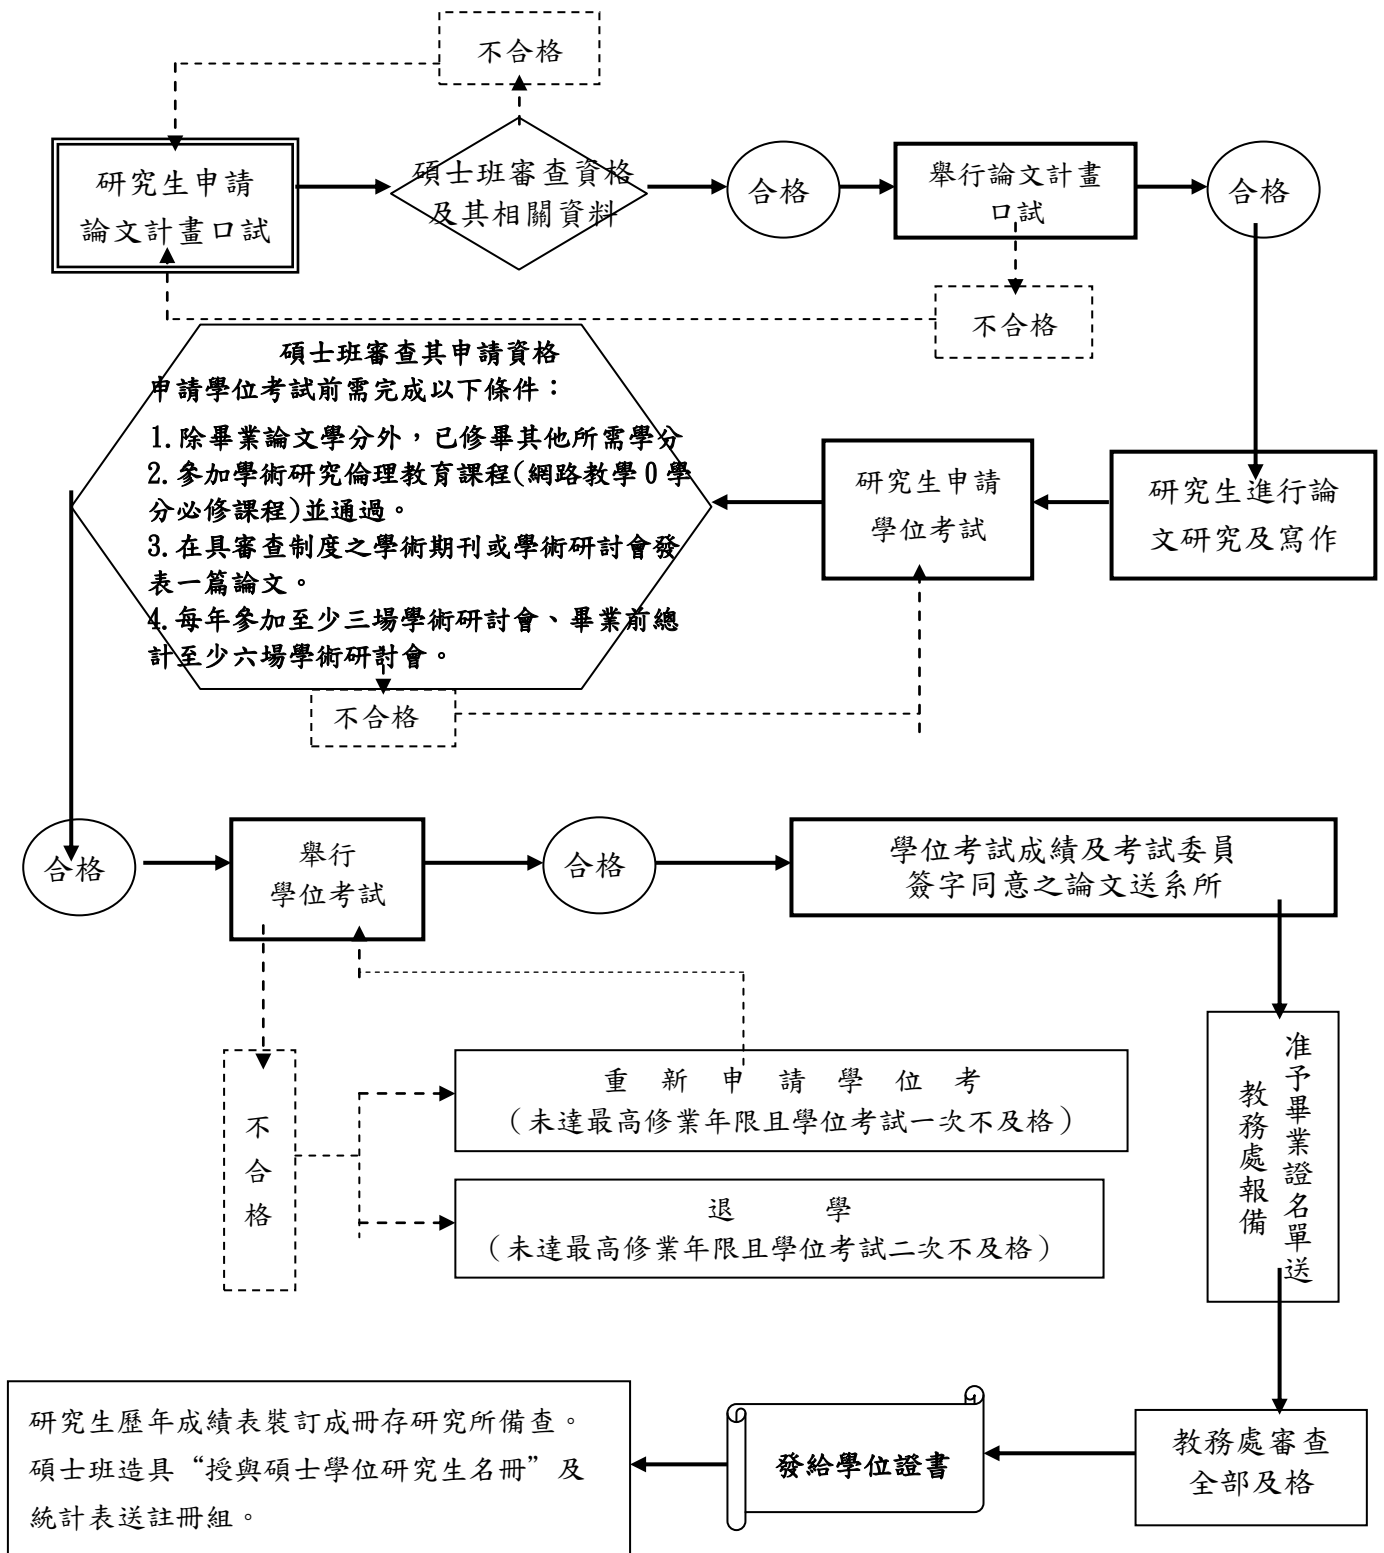 不合格
研究生申請
論文計畫口試
碩士班審查資格
及其相關資料
合格
舉行論文計畫
口試
合格
不合格
碩士班審查其申請資格
申請學位考試前需完成以下條件：
1.除畢業論文學分外，已修畢其他所需學分
2.參加學術研究倫理教育課程(網路教學0學
分必修課程)並通過。
3.在具審查制度之學術期刊或學術研討會發
表一篇論文。
4.每年參加至少三場學術研討會、畢業前總
計至少六場學術研討會。
不合格
研究生申請
學位考試
研究生進行論
文研究及寫作
合格
舉行
學位考試
合格
學位考試成績及考試委員
簽字同意之論文送系所
不
合
格
重新申請學位考
（未達最高修業年限且學位考試一次不及格）
退學
（未達最高修業年限且學位考試二次不及格）
准予畢業證名單送
教務處報備
教務處審查
全部及格
發給學位證書
研究生歷年成績表裝訂成冊存研究所備查。
碩士班造具“授與碩士學位研究生名冊”及
統計表送註冊組。